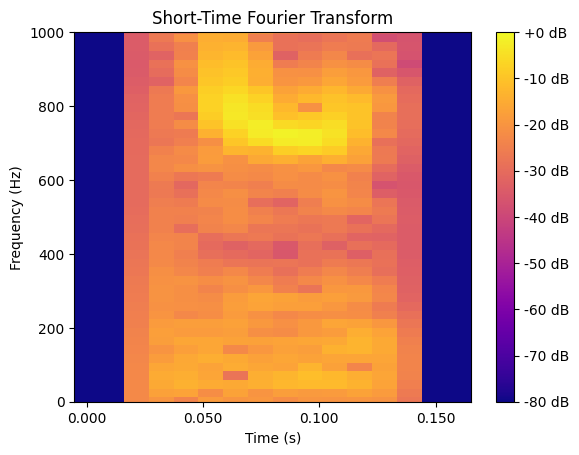 Short-Time Fourier Transform
1000
800
600
400
200
0
Frequency (Hz)
0.000
0.050
0.100
0.150
Time (s)
+0 dB
-10 dB
-20 dB
-30 dB
-40 dB
-50 dB
-60 dB
-70 dB
-80 dB